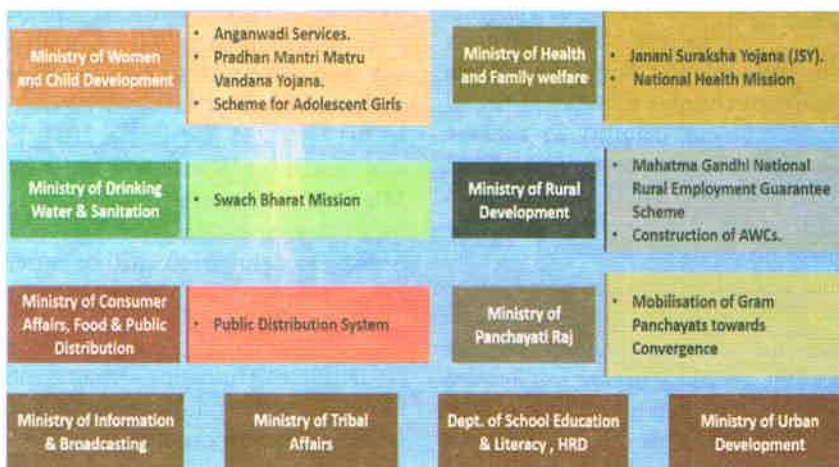 Ministry of Women
and Child Development
• Anganwadi Services.
• Pradhan Mantri Matru
Vandana Yojana.
• Scheme for Adolescent Girls
Ministry of Health
and Family welfare
• Janani Suraksha Yojana (JSY).
• National Health Mission
Ministry of Drinking
Water & Sanitation
• Swach Bharat Mission
Ministry of Rural
Development
• Mahatma Gandhi National
Rural Employment Guarantee
Scheme
• Construction of AWCs.
Ministry of Consumer
Affairs, Food & Public
Distribution
• Public Distribution System
Ministry of
Panchayati Raj
• Mobilisation of Gram
Panchayats towards
Convergence
Ministry of Information
& Broadcasting
Ministry of Tribal
Affairs
Dept. of School Education
& Literacy , HRD
Ministry of Urban
Development